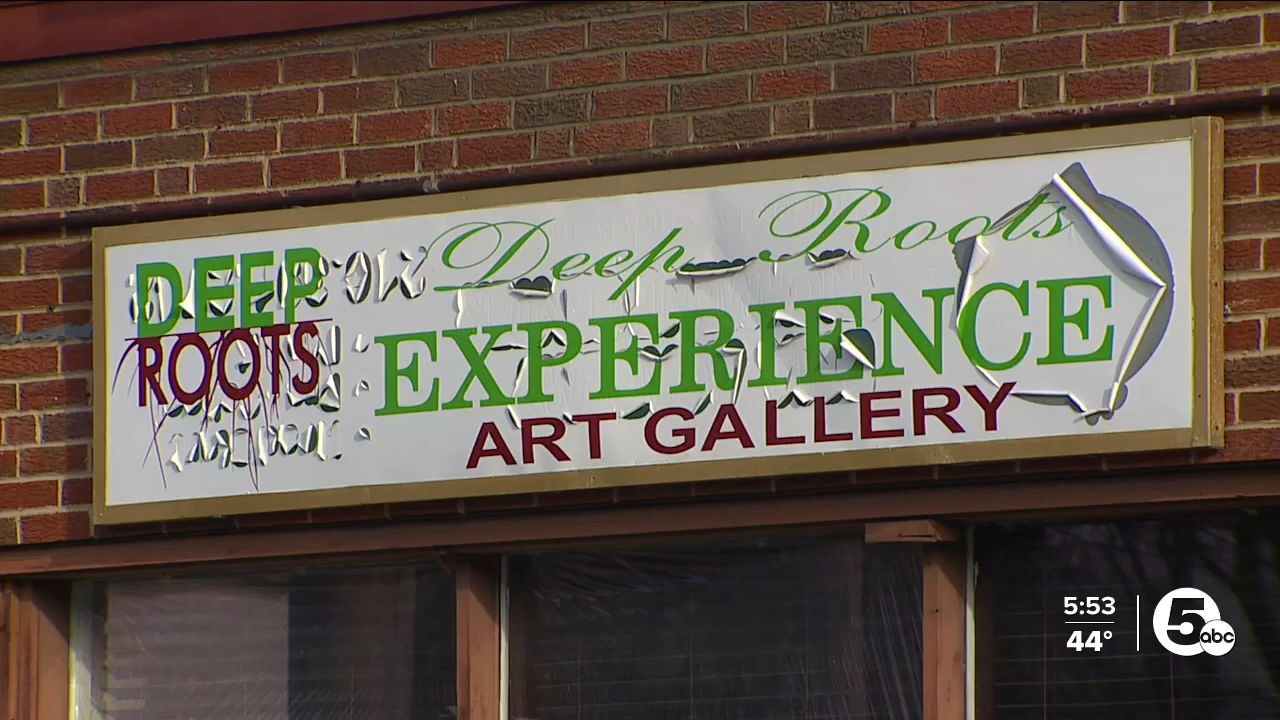 DEEP
ROOTS
Deep Roots
EXPERIENCE
ART GALLERY
5:53
44°
5 abc